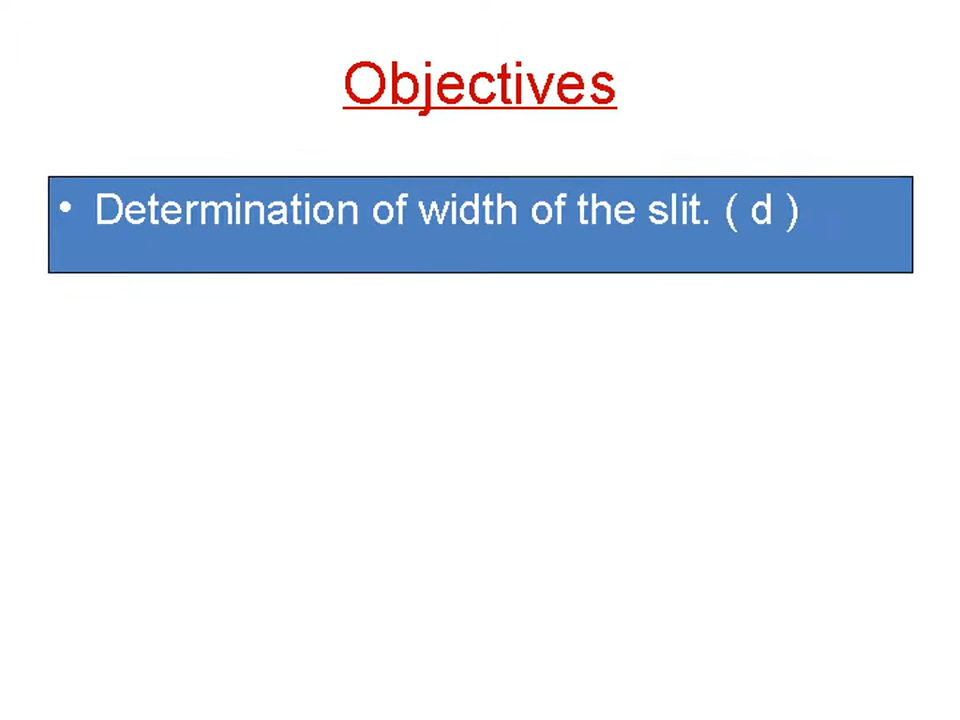 Objectives
• Determination of width of the slit. ( d )